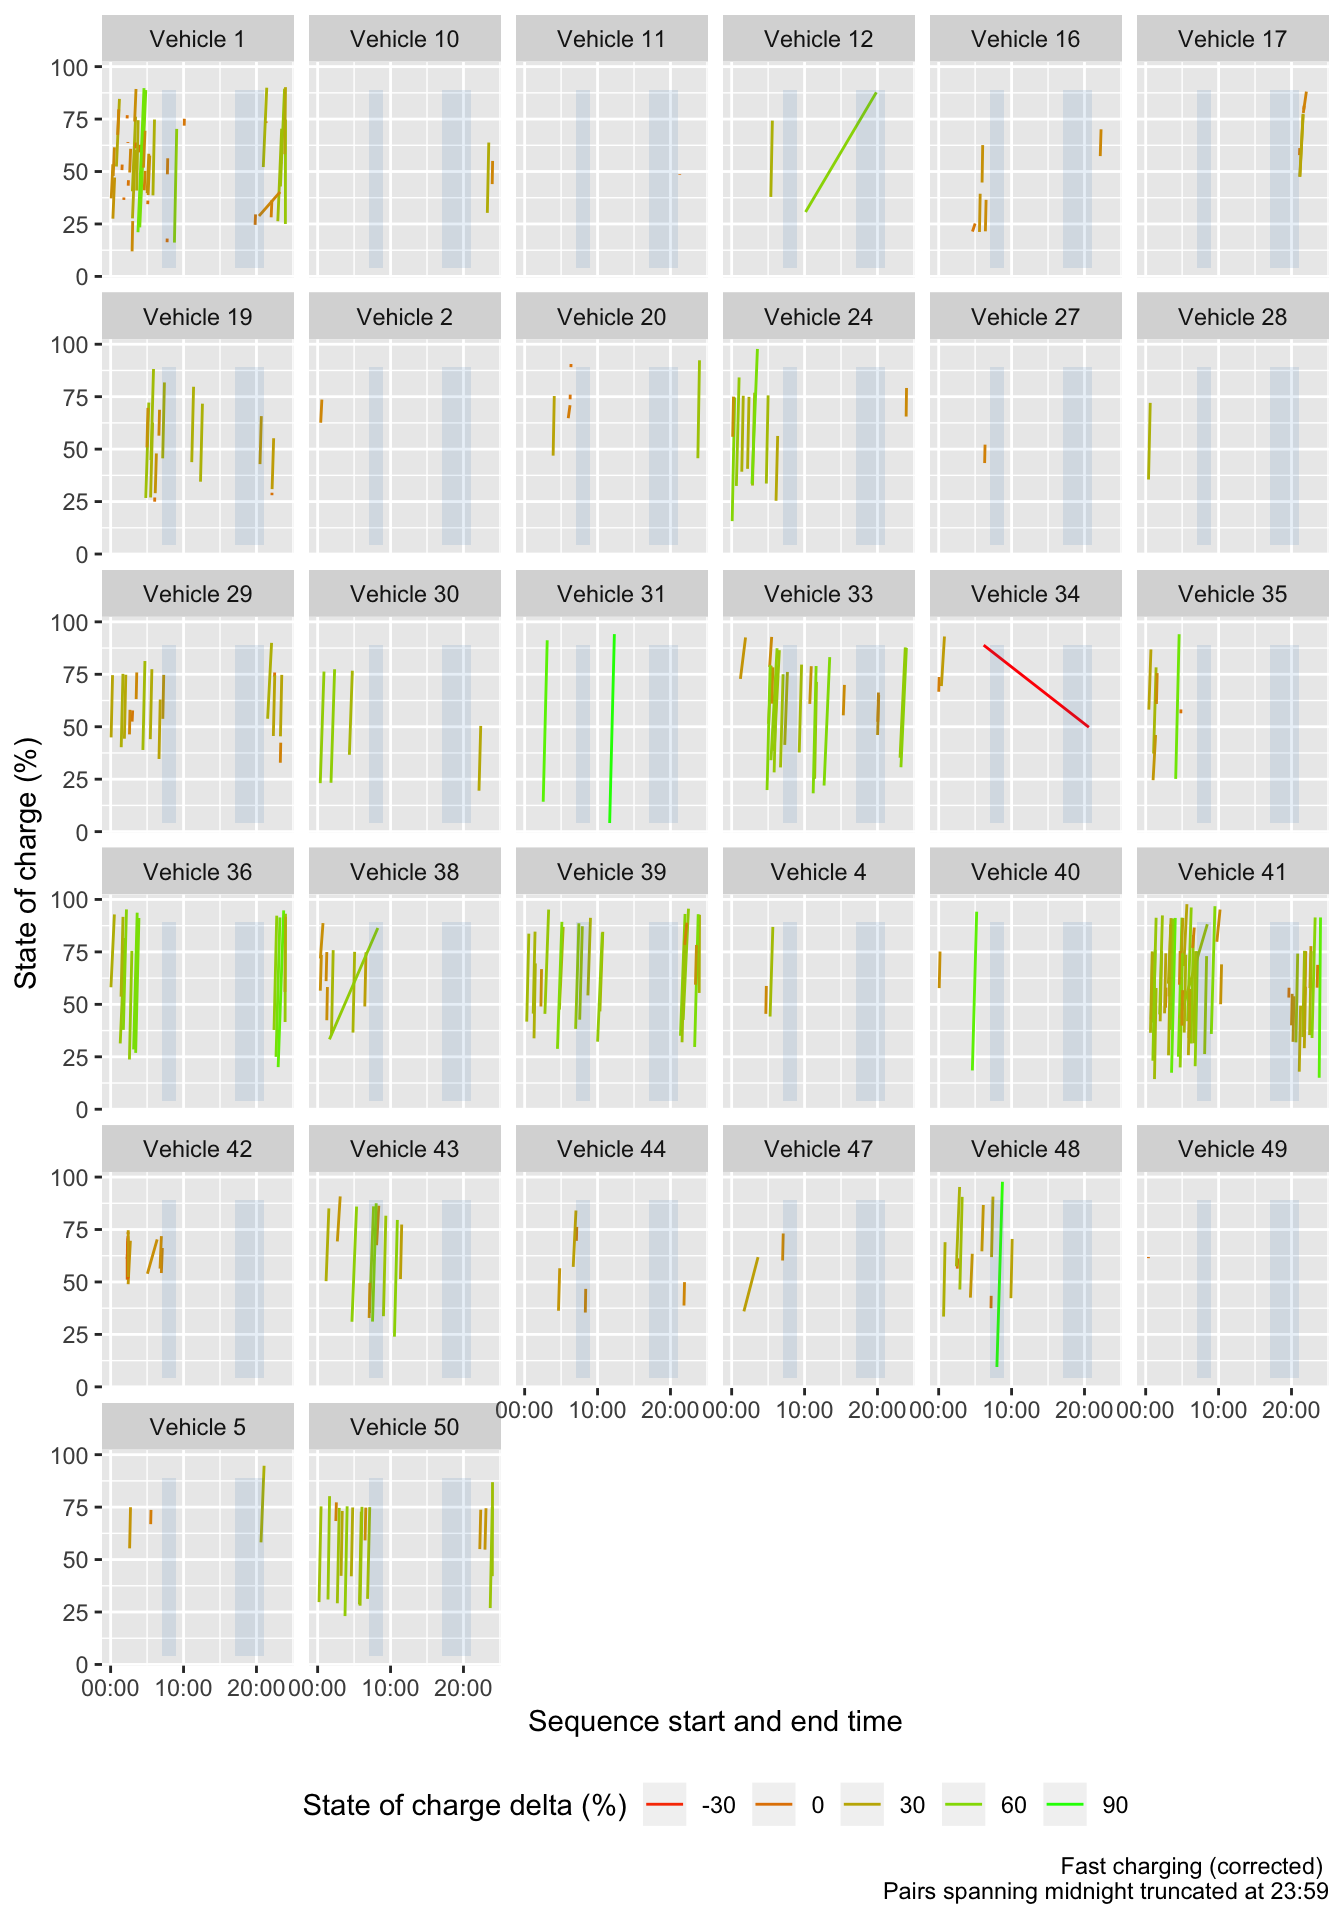 Vehicle 1 Vehicle 10 Vehicle 11 Vehicle 12 Vehicle 16 Vehicle 17
100
75
50
25
0
Vehicle 19 Vehicle 2 Vehicle 20 Vehicle 24 Vehicle 27 Vehicle 28
100
75
50
25
0
Vehicle 29 Vehicle 30 Vehicle 31 Vehicle 33 Vehicle 34 Vehicle 35
100
75
50
25
0
State of charge (%)
Vehicle 36 Vehicle 38 Vehicle 39 Vehicle 4 Vehicle 40 Vehicle 41
100
75
50
25
0
Vehicle 42 Vehicle 43 Vehicle 44 Vehicle 47 Vehicle 48 Vehicle 49
100
75
50
25
0
00:00 10:00 20:00 00:00 10:00 20:00 00:00 10:00 20:00 00:00 10:00 20:00
Vehicle 5 Vehicle 50
100
75
50
25
0
00:00 10:00 20:00 00:00 10:00 20:00
Sequence start and end time
State of charge delta (%) -30 0 30 60 90
Fast charging (corrected)
Pairs spanning midnight truncated at 23:59